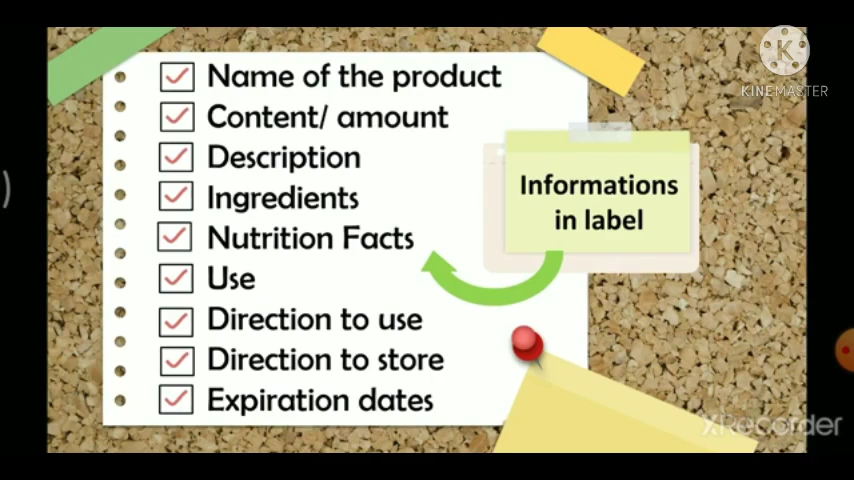 Name of the product
Content/ amount
Description
Ingredients
Nutrition Facts
Use
Direction to use
Direction to store
Expiration dates
Informations
in label
K
KINEMASTER
XRecorder